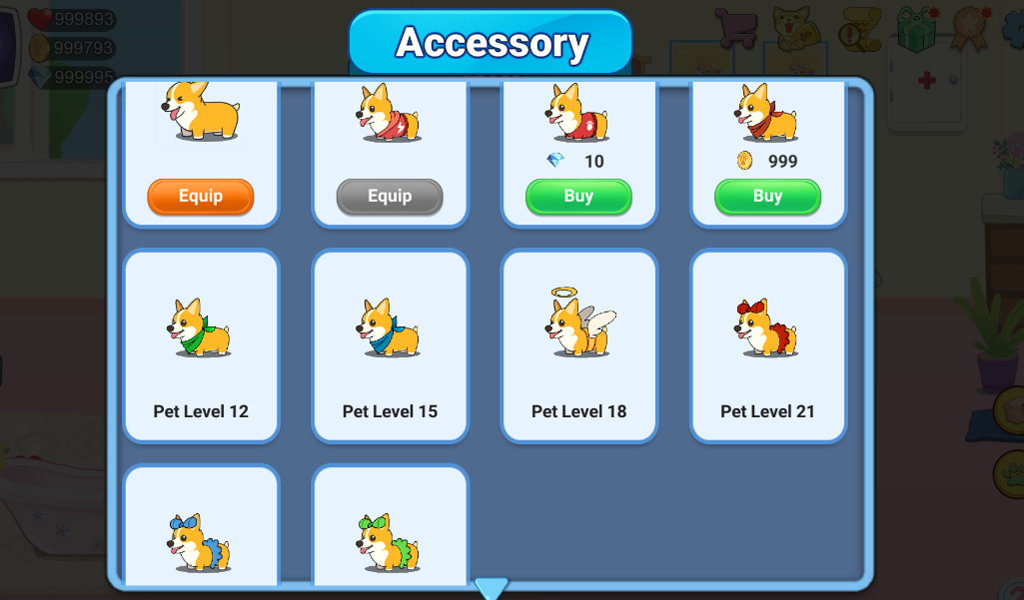 999893
Accessory
999793
999995
10
999
Equip
Equip
Buy
Buy
Pet Level 12
Pet Level 15
Pet Level 18
Pet Level 21